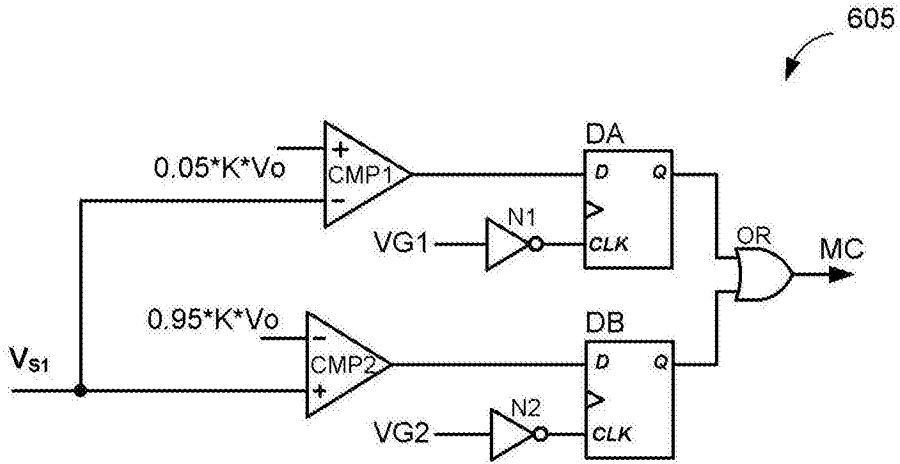 605
DA
+
0.05*K*Vo
CMP1
-
D
Q
N1
VG1
CLK
OR
MC
DB
0.95*K*Vo
-
CMP2
D
Q
VS1
+
N2
VG2
CLK